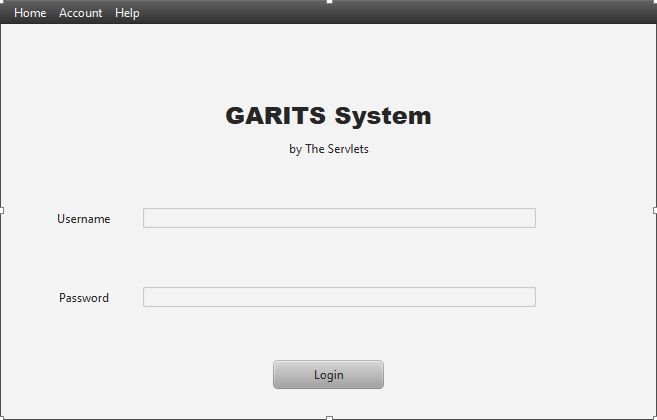 Home Account Help
GARITS System
by The Servlets
Username
Password
Login